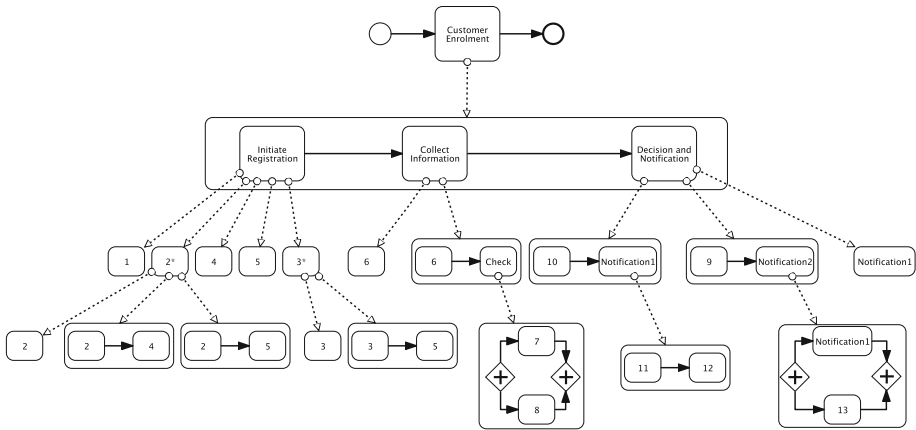 Customer
Enrolment
Initiate
Registration
Collect
Information
Decision and
Notification
1
2*
4
5
3*
6
6
Check
10
Notification1
9
Notification2
Notification1
2
2
4
2
5
3
3
5
7
8
11
12
Notification1
13